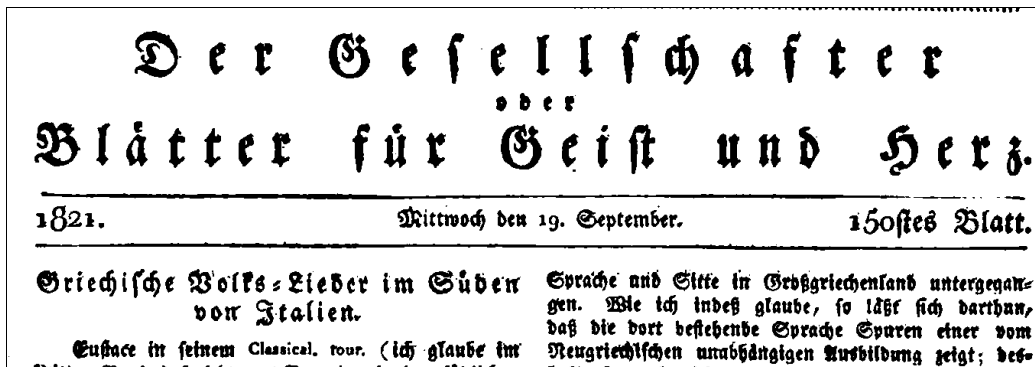 Der Gesellschafter
oder
Blätter für Geist und Herz.
1821.
Mittwoch den 19. September.
150stes Blatt.
Griechische Volks-Lieder im Süden
von Italien.
Eustace in seinem Classical. tour. (ich glaube im
Sprache und Sitte in Großgriechenland untergegan-
gen. Wie ich indeß glaube, so läßt sich darthun,
daß die dort bestehende Sprache Spuren einer vom
Neugriechischen unabhängigen Ausbildung zeigt; des-